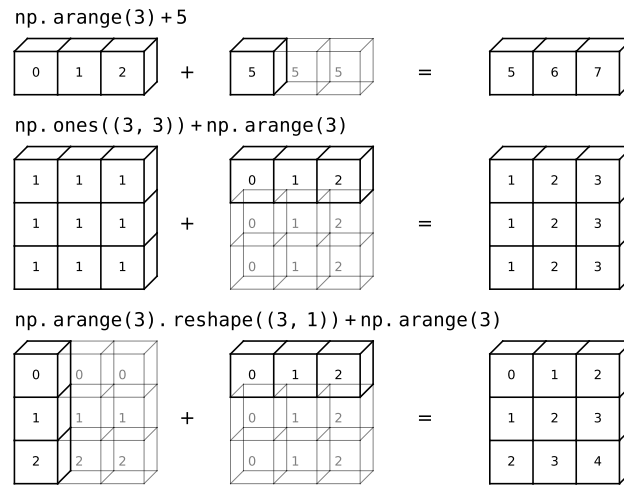 np.arange(3)+5
0 1 2 + 5 5 5 = 5 6 7
np.ones((3, 3))+np.arange(3)
1 1 1 0 1 2 1 2 3
1 1 1 + 0 1 2 = 1 2 3
1 1 1 0 1 2 1 2 3
np.arange(3).reshape((3, 1))+np.arange(3)
0 0 0 0 1 2 0 1 2
1 1 1 + 0 1 2 = 1 2 3
2 2 2 0 1 2 2 3 4